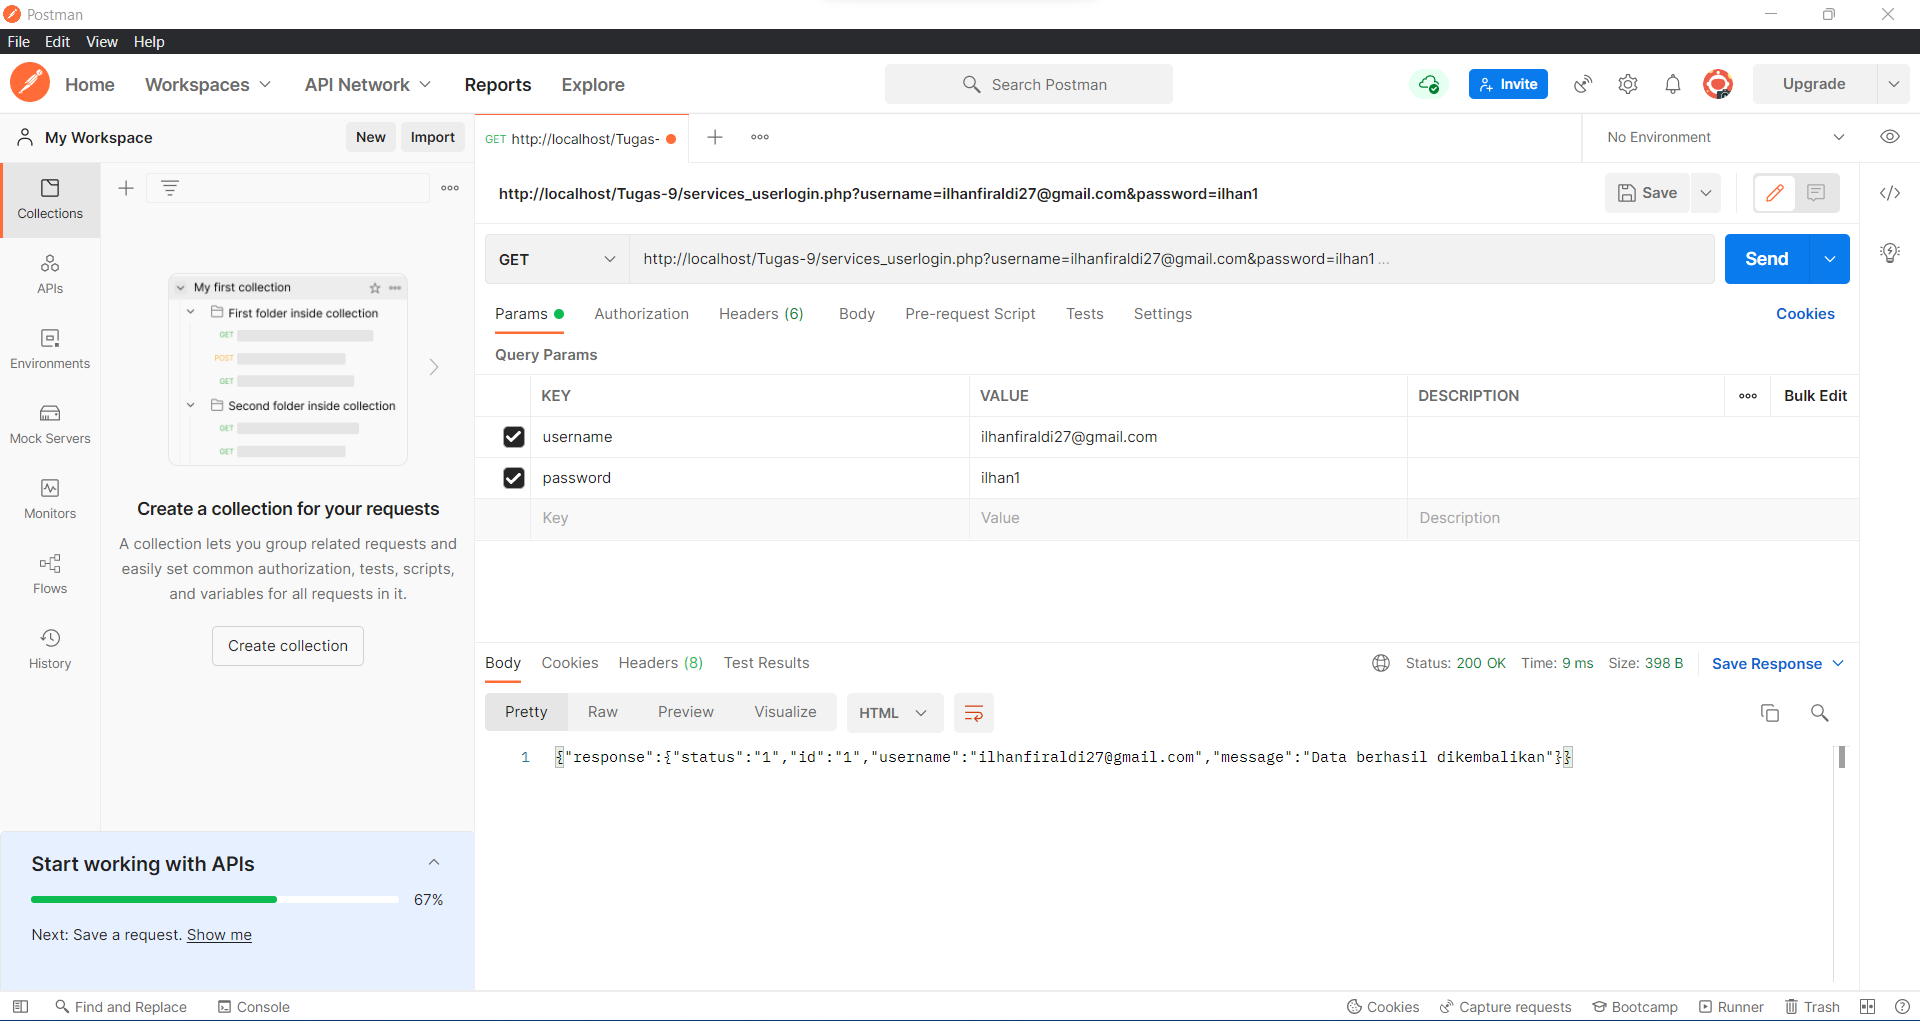 Postman
File Edit View Help
Home Workspaces API Network Reports Explore Search Postman Invite Upgrade
My Workspace New Import GET http://localhost/Tugas- No Environment
http://localhost/Tugas-9/services_userlogin.php?username=ilhanfiraldi27@gmail.com&password=ilhan1 Save
GET http://localhost/Tugas-9/services_userlogin.php?username=ilhanfiraldi27@gmail.com&password=ilhan1 ... Send
Params Authorization Headers (6) Body Pre-request Script Tests Settings Cookies
Query Params
KEY VALUE DESCRIPTION Bulk Edit
username ilhanfiraldi27@gmail.com
password ilhan1
Key Value Description
Collections
APIs
Environments
Mock Servers
Monitors
Flows
History
My first collection
First folder inside collection
GET
POST
GET
Second folder inside collection
GET
GET
Create a collection for your requests
A collection lets you group related requests and
easily set common authorization, tests, scripts,
and variables for all requests in it.
Create collection
Body Cookies Headers (8) Test Results Status: 200 OK Time: 9 ms Size: 398 B Save Response
Pretty Raw Preview Visualize HTML
1 {"response":{"status":"1","id":"1","username":"ilhanfiraldi27@gmail.com","message":"Data berhasil dikembalikan"}}
Start working with APIs
67%
Next: Save a request. Show me
Find and Replace Console Cookies Capture requests Bootcamp Runner Trash